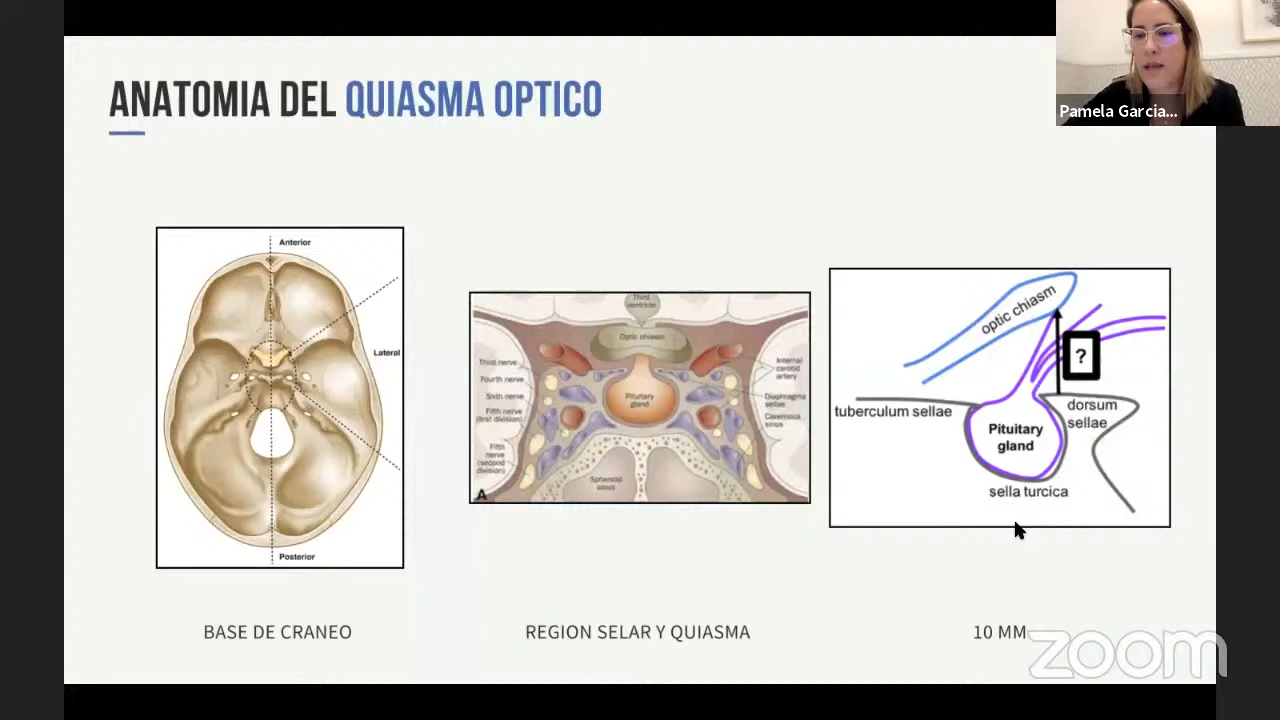 ANATOMIA DEL QUIASMA OPTICO
Pamela Garcia...
Anterior
Lateral
Posterior
BASE DE CRANEO
Third
ventricle
Optic chiasm
Third nerve
Fourth nerve
Sixth nerve
Fifth nerve
(first division)
Fifth
nerve
(second
division)
Pituitary
gland
Internal
carotid
artery
Diaphragma
sellae
Cavernous
sinus
Sphenoid
sinus
A
REGION SELAR Y QUIASMA
optic chiasm
?
tuberculum sellae
dorsum
sellae
Pituitary
gland
sella turcica
10 MM
zoom